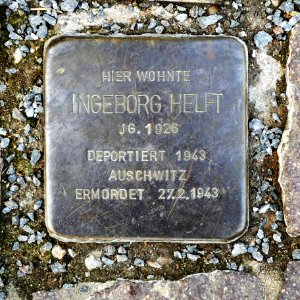 HIER WOHNTE
INGEBORG HELFT
JG. 1926
DEPORTIERT 1943
AUSCHWITZ
ERMORDET 27.2.1943